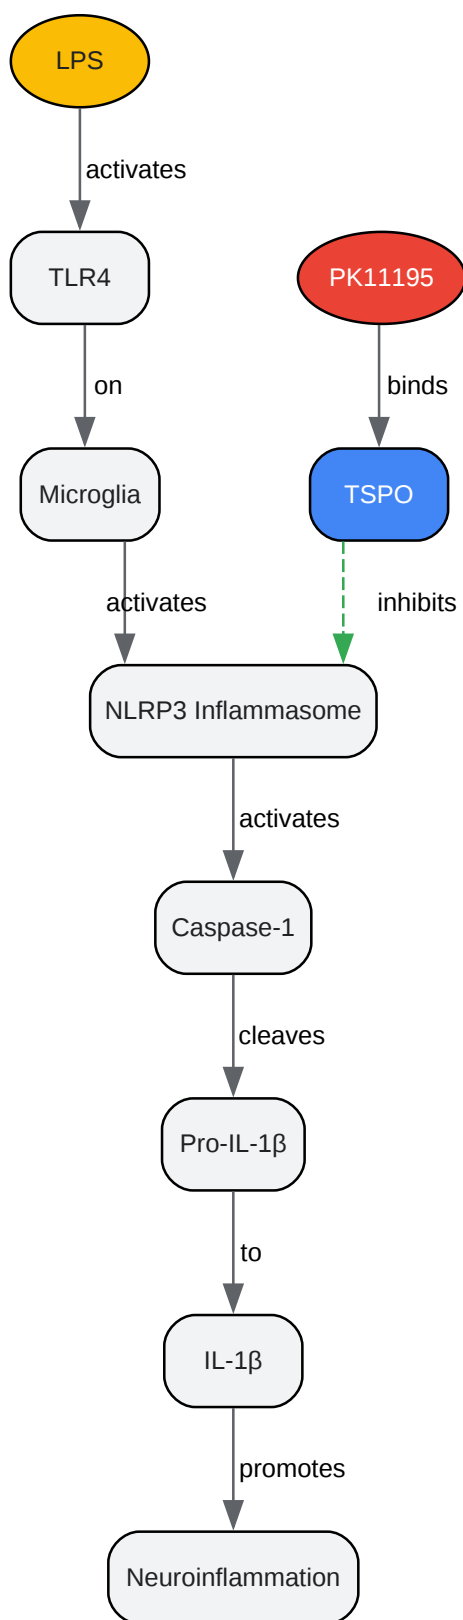 LPS
activates
TLR4
PK11195
on
binds
Microglia
TSPO
activates
inhibits
NLRP3 Inflammasome
activates
Caspase-1
cleaves
Pro-IL-1β
to
IL-1β
promotes
Neuroinflammation